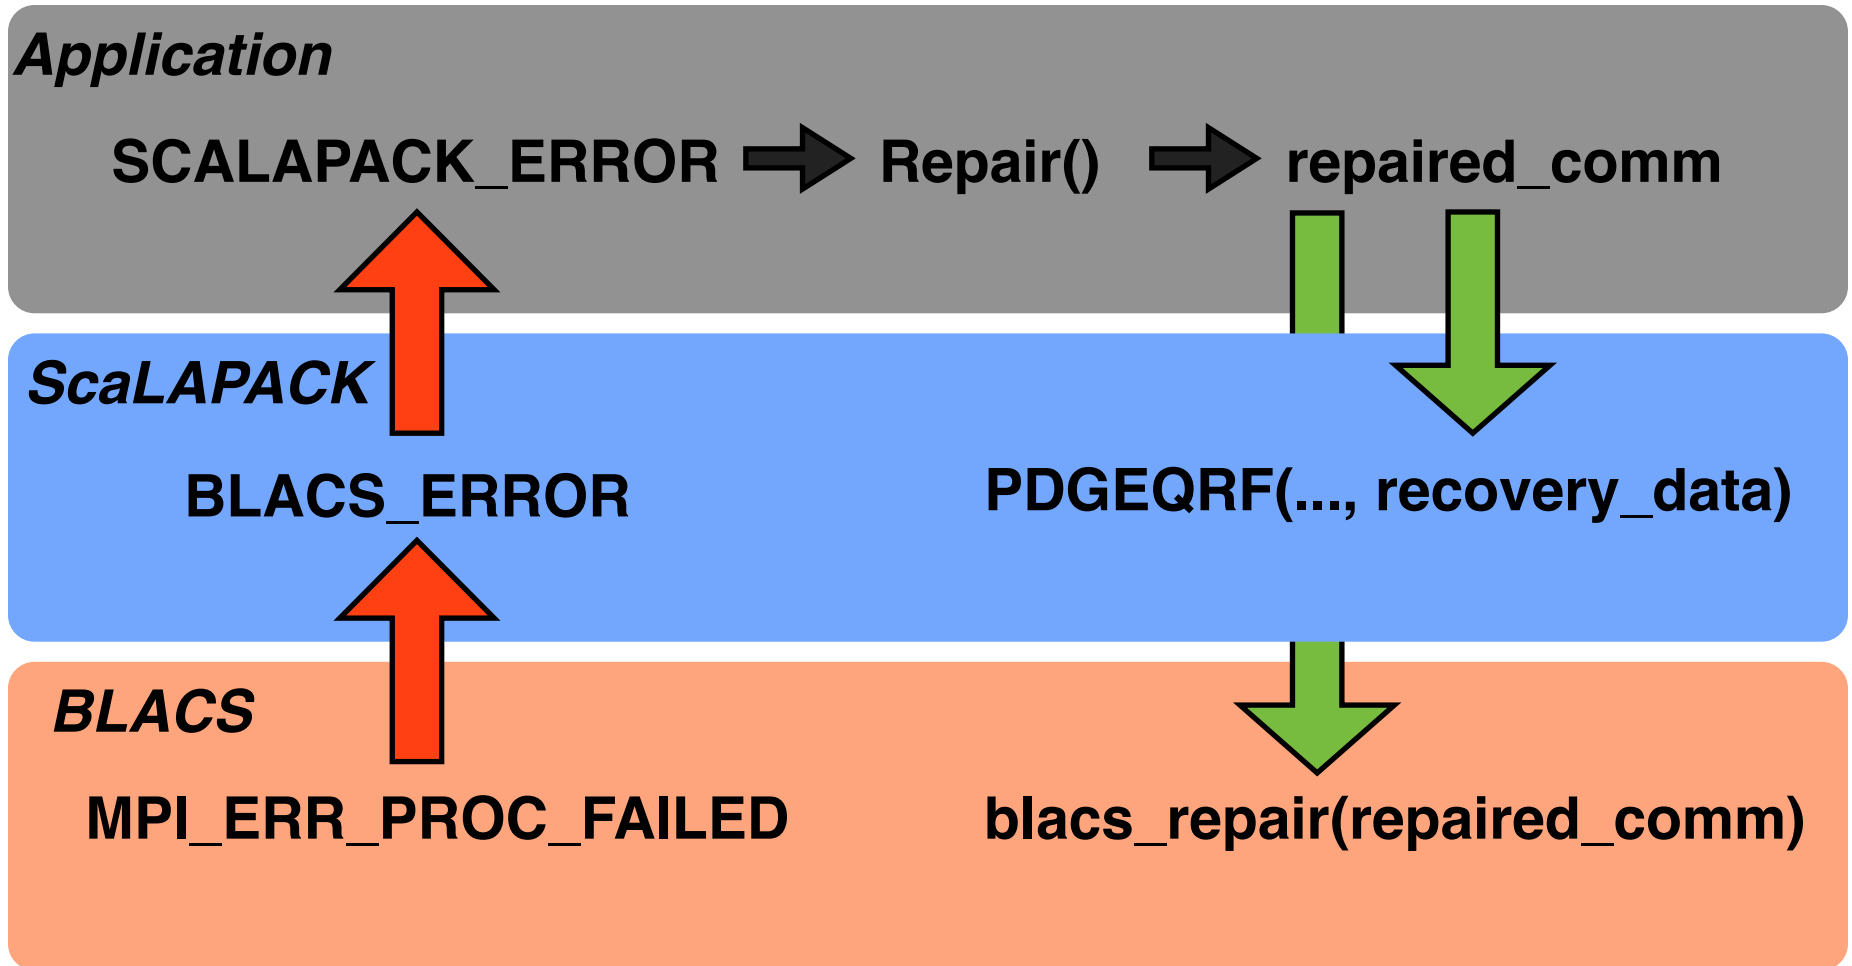 Application
SCALAPACK_ERROR Repair() repaired_comm
ScaLAPACK
BLACS_ERROR PDGEQRF(..., recovery_data)
BLACS
MPI_ERR_PROC_FAILED blacs_repair(repaired_comm)